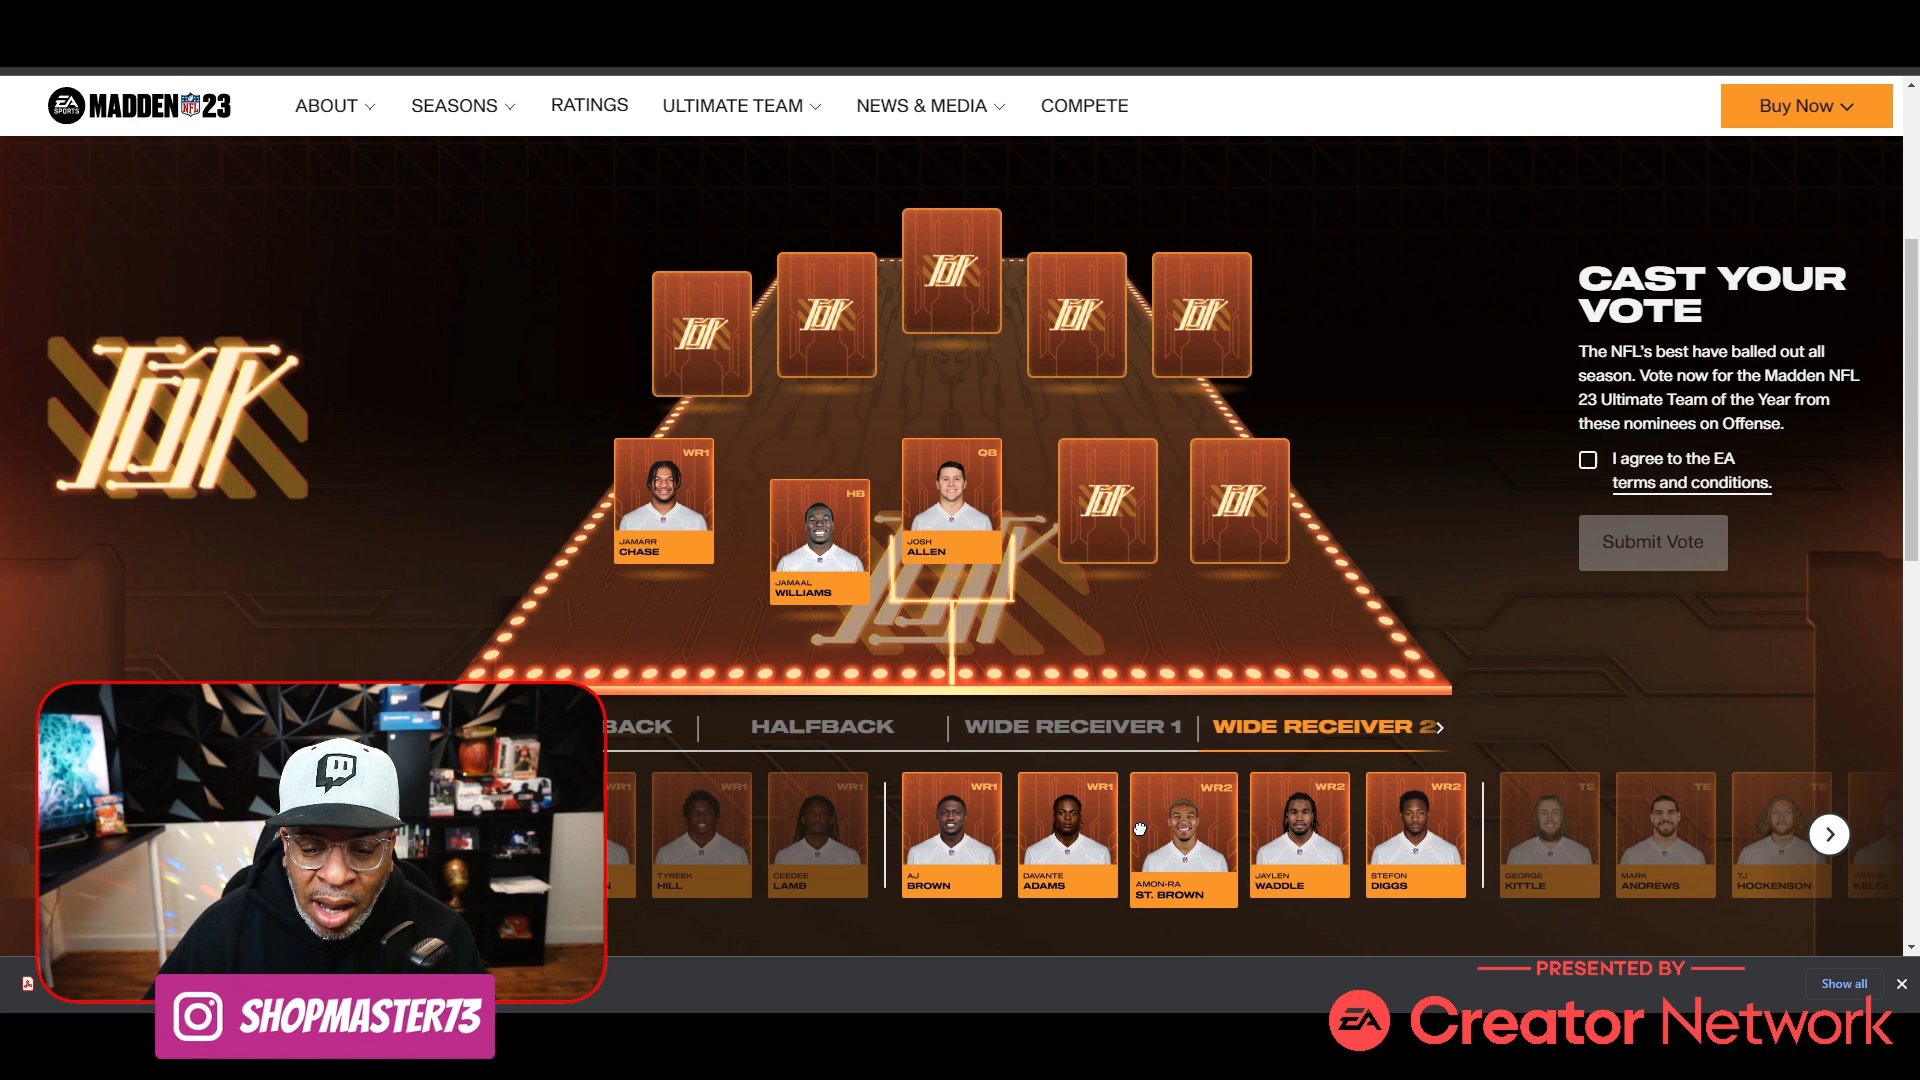 EA SPORTS MADDEN NFL 23
ABOUT
SEASONS
RATINGS
ULTIMATE TEAM
NEWS & MEDIA
COMPETE
Buy Now
CAST YOUR
VOTE
The NFL's best have balled out all
season. Vote now for the Madden NFL
23 Ultimate Team of the Year from
these nominees on Offense.
I agree to the EA
terms and conditions.
Submit Vote
WR1
JAMARR
CHASE
HB
JAMAAL
WILLIAMS
QB
JOSH
ALLEN
BACK
HALFBACK
WIDE RECEIVER 1
WIDE RECEIVER 2
WR1
WR1
TYREEK
HILL
WR1
CEEDEE
LAMB
WR1
AJ
BROWN
WR1
DAVANTE
ADAMS
WR2
AMON-RA
ST. BROWN
WR2
JAYLEN
WADDLE
WR2
STEFON
DIGGS
TE
GEORGE
KITTLE
TE
MARK
ANDREWS
TE
TJ
HOCKENSON
SHOPMASTER73
PRESENTED BY
Show all
EA Creator Network